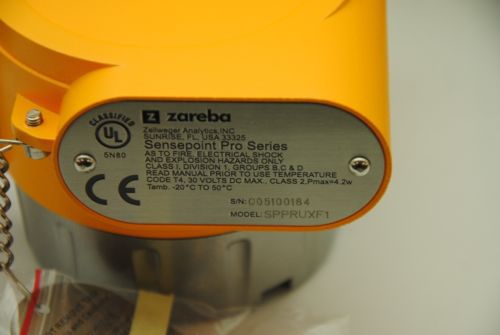 CLASSIFIED
UL
5N80
Z zareba
Zellweger Analytics,INC
SUNRISE, FL, USA 33325
Sensepoint Pro Series
AS TO FIRE, ELECTRICAL SHOCK
AND EXPLOSION HAZARDS ONLY
CLASS I, DIVISION 1, GROUPS B,C & D
READ MANUAL PRIOR TO USE TEMPERATURE
CODE T4, 30 VOLTS DC MAX., CLASS 2,Pmax=4.2w
Tamb. -20°C TO 50°C
CE
S/N: 005100184
MODEL: SPPRUXF1